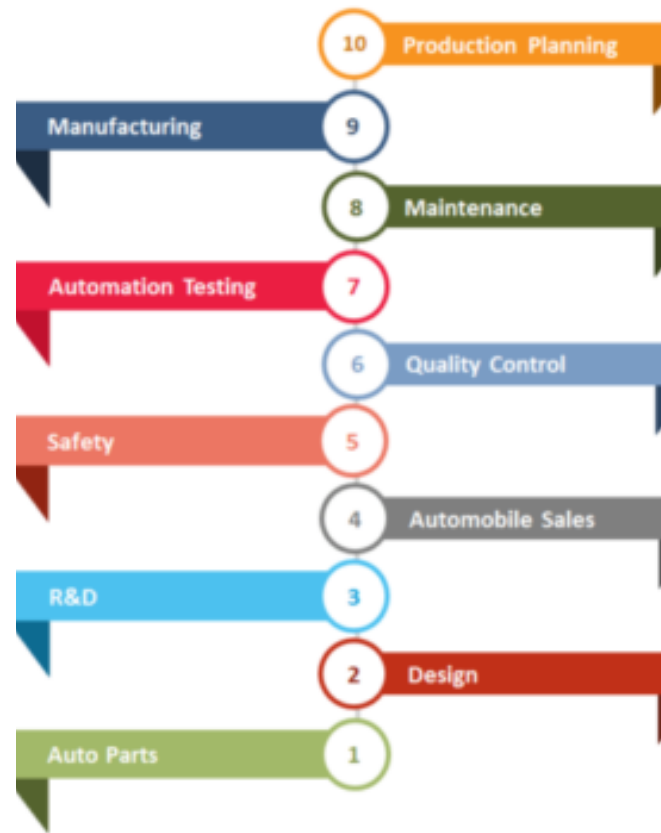 10 Production Planning
Manufacturing 9
8 Maintenance
Automation Testing 7
6 Quality Control
Safety 5
4 Automobile Sales
R&D 3
2 Design
Auto Parts 1